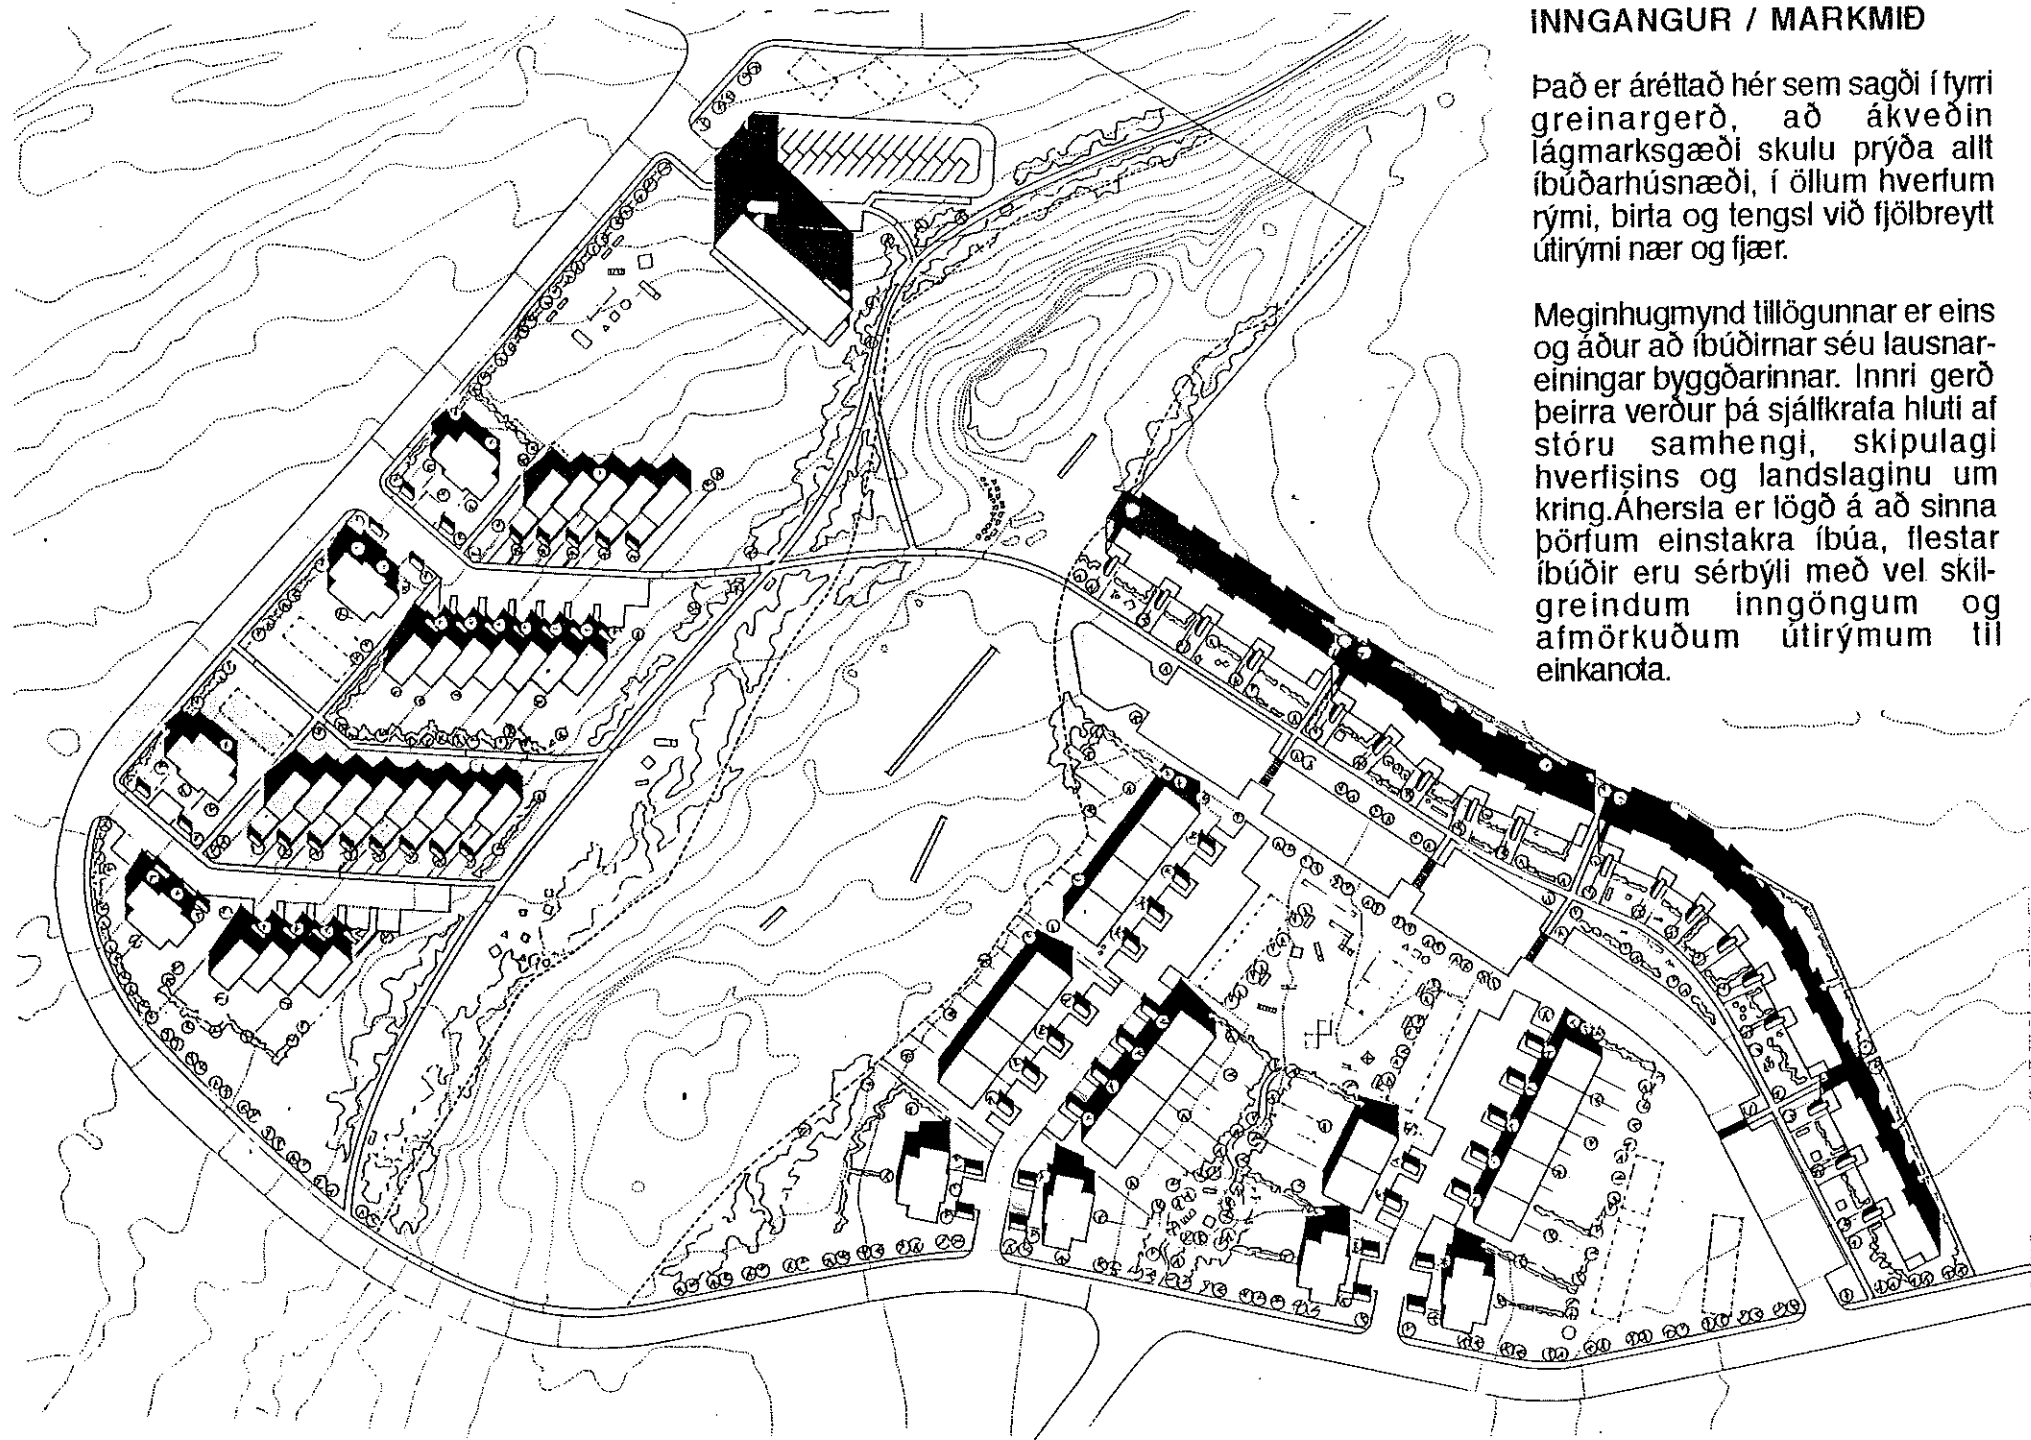 INNGANGUR / MARKMIÐ
Það er áréttað hér sem sagði í fyrri
greinargerð, að ákveðin
lágmarksgæði skulu prýða allt
íbúðarhúsnæði, í öllum hverfum
rými, birta og tengsl við fjölbreytt
útirými nær og fjær.
Meginhugmynd tillögunnar er eins
og áður að íbúðirnar séu lausnar-
einingar byggðarinnar. Innri gerð
þeirra verður þá sjálfkrafa hluti af
stóru samhengi, skipulagi
hverfisins og landslaginu um
kring.Áhersla er lögð á að sinna
þörfum einstakra íbúa, flestar
íbúðir eru sérbýli með vel skil-
greindum inngöngum og
afmörkuðum útirýmum til
einkanota.